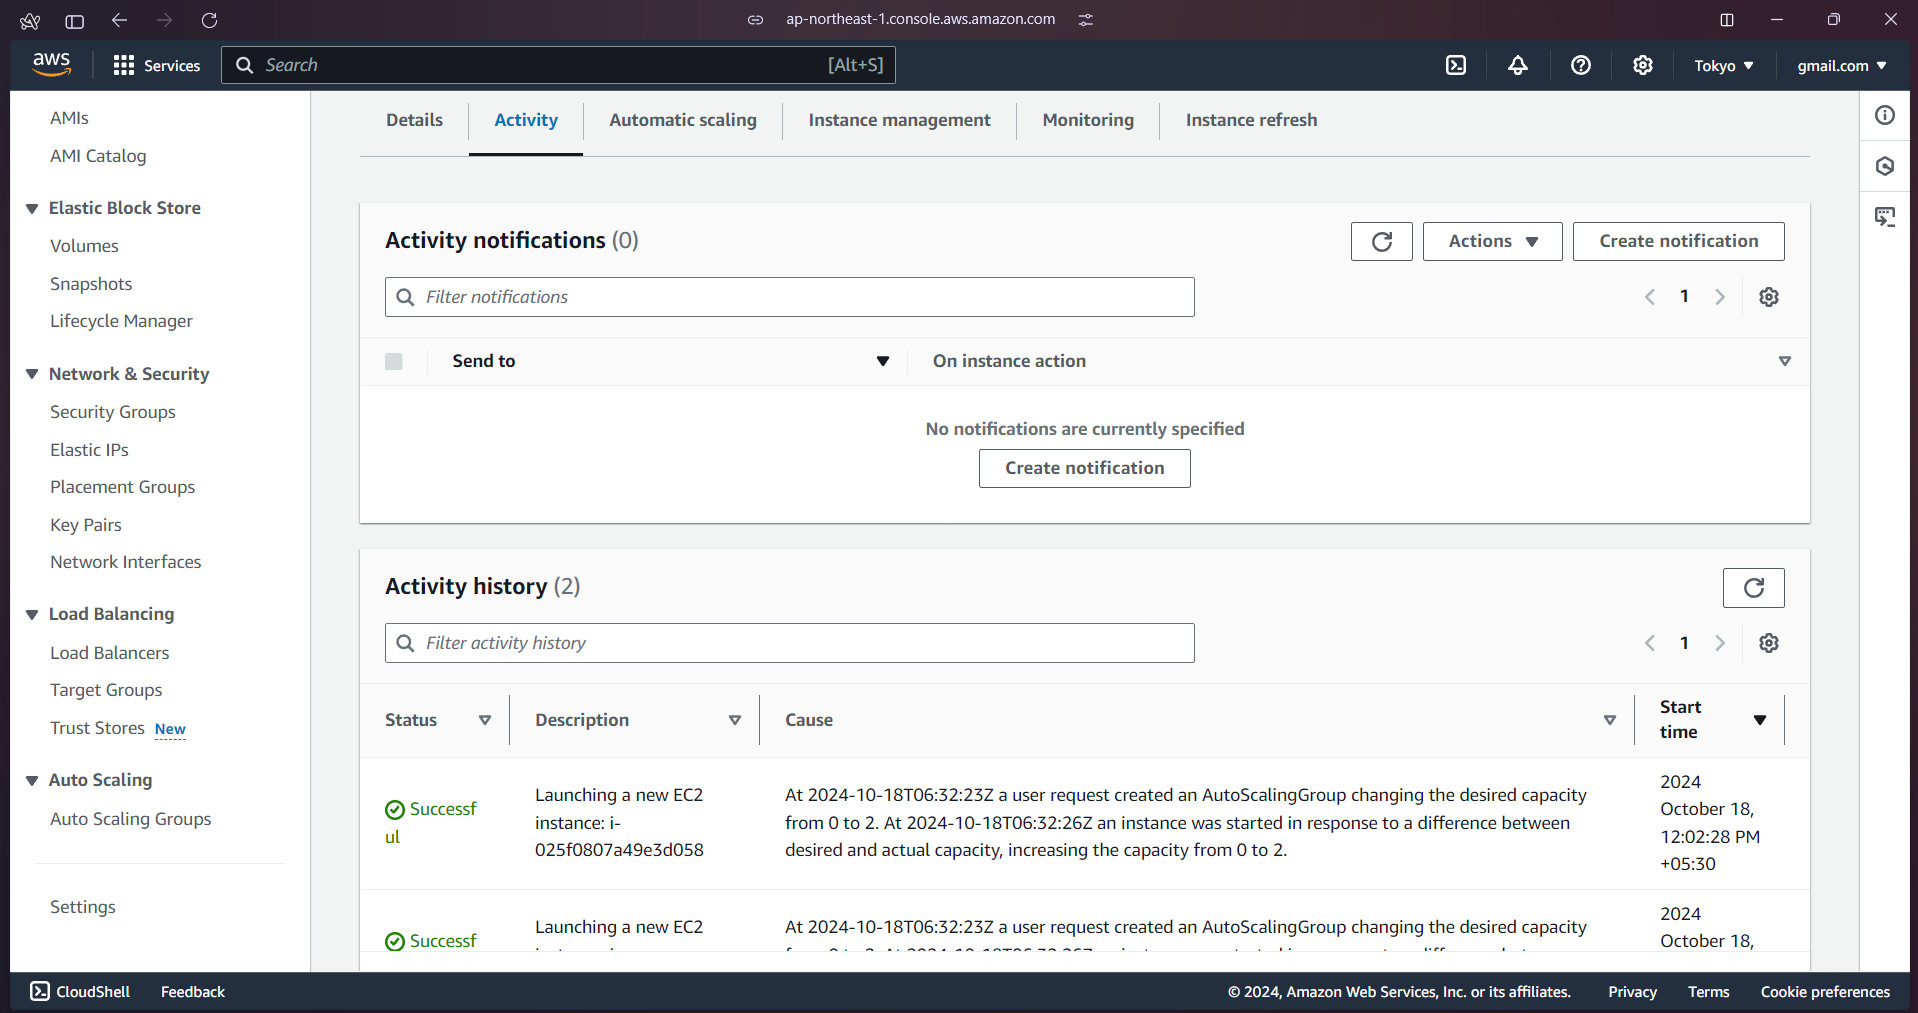 ap-northeast-1.console.aws.amazon.com
aws
Services
Search
[Alt+S]
Tokyo
gmail.com
AMIs
AMI Catalog
Elastic Block Store
Volumes
Snapshots
Lifecycle Manager
Network & Security
Security Groups
Elastic IPs
Placement Groups
Key Pairs
Network Interfaces
Load Balancing
Load Balancers
Target Groups
Trust Stores New
Auto Scaling
Auto Scaling Groups
Settings
Details
Activity
Automatic scaling
Instance management
Monitoring
Instance refresh
Activity notifications (0)
Actions
Create notification
Filter notifications
1
Send to
On instance action
No notifications are currently specified
Create notification
Activity history (2)
Filter activity history
1
Status
Description
Cause
Start
time
Successf
ul
Launching a new EC2
instance: i-
025f0807a49e3d058
At 2024-10-18T06:32:23Z a user request created an AutoScalingGroup changing the desired capacity
from 0 to 2. At 2024-10-18T06:32:26Z an instance was started in response to a difference between
desired and actual capacity, increasing the capacity from 0 to 2.
2024
October 18,
12:02:28 PM
+05:30
Successf
Launching a new EC2
At 2024-10-18T06:32:23Z a user request created an AutoScalingGroup changing the desired capacity
2024
October 18,
CloudShell
Feedback
© 2024, Amazon Web Services, Inc. or its affiliates.
Privacy
Terms
Cookie preferences